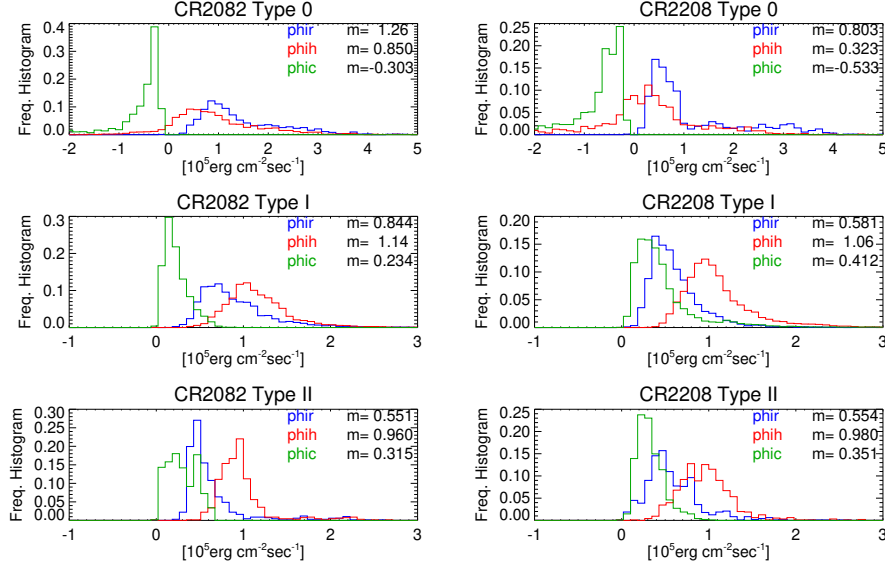 CR2082 Type 0
phir m= 1.26
phih m= 0.850
phic m=-0.303
Freq. Histogram
0.4
0.3
0.2
0.1
0.0
-2 -1 0 1 2 3 4 5
[10⁵erg cm⁻²sec⁻¹]
CR2208 Type 0
phir m= 0.803
phih m= 0.323
phic m=-0.533
Freq. Histogram
0.25
0.20
0.15
0.10
0.05
0.00
-2 -1 0 1 2 3 4 5
[10⁵erg cm⁻²sec⁻¹]
CR2082 Type I
phir m= 0.844
phih m= 1.14
phic m= 0.234
Freq. Histogram
0.3
0.2
0.1
0.0
-1 0 1 2 3
[10⁵erg cm⁻²sec⁻¹]
CR2208 Type I
phir m= 0.581
phih m= 1.06
phic m= 0.412
Freq. Histogram
0.20
0.15
0.10
0.05
0.00
-1 0 1 2 3
[10⁵erg cm⁻²sec⁻¹]
CR2082 Type II
phir m= 0.551
phih m= 0.960
phic m= 0.315
Freq. Histogram
0.30
0.25
0.20
0.15
0.10
0.05
0.00
-1 0 1 2 3
[10⁵erg cm⁻²sec⁻¹]
CR2208 Type II
phir m= 0.554
phih m= 0.980
phic m= 0.351
Freq. Histogram
0.25
0.20
0.15
0.10
0.05
0.00
-1 0 1 2 3
[10⁵erg cm⁻²sec⁻¹]